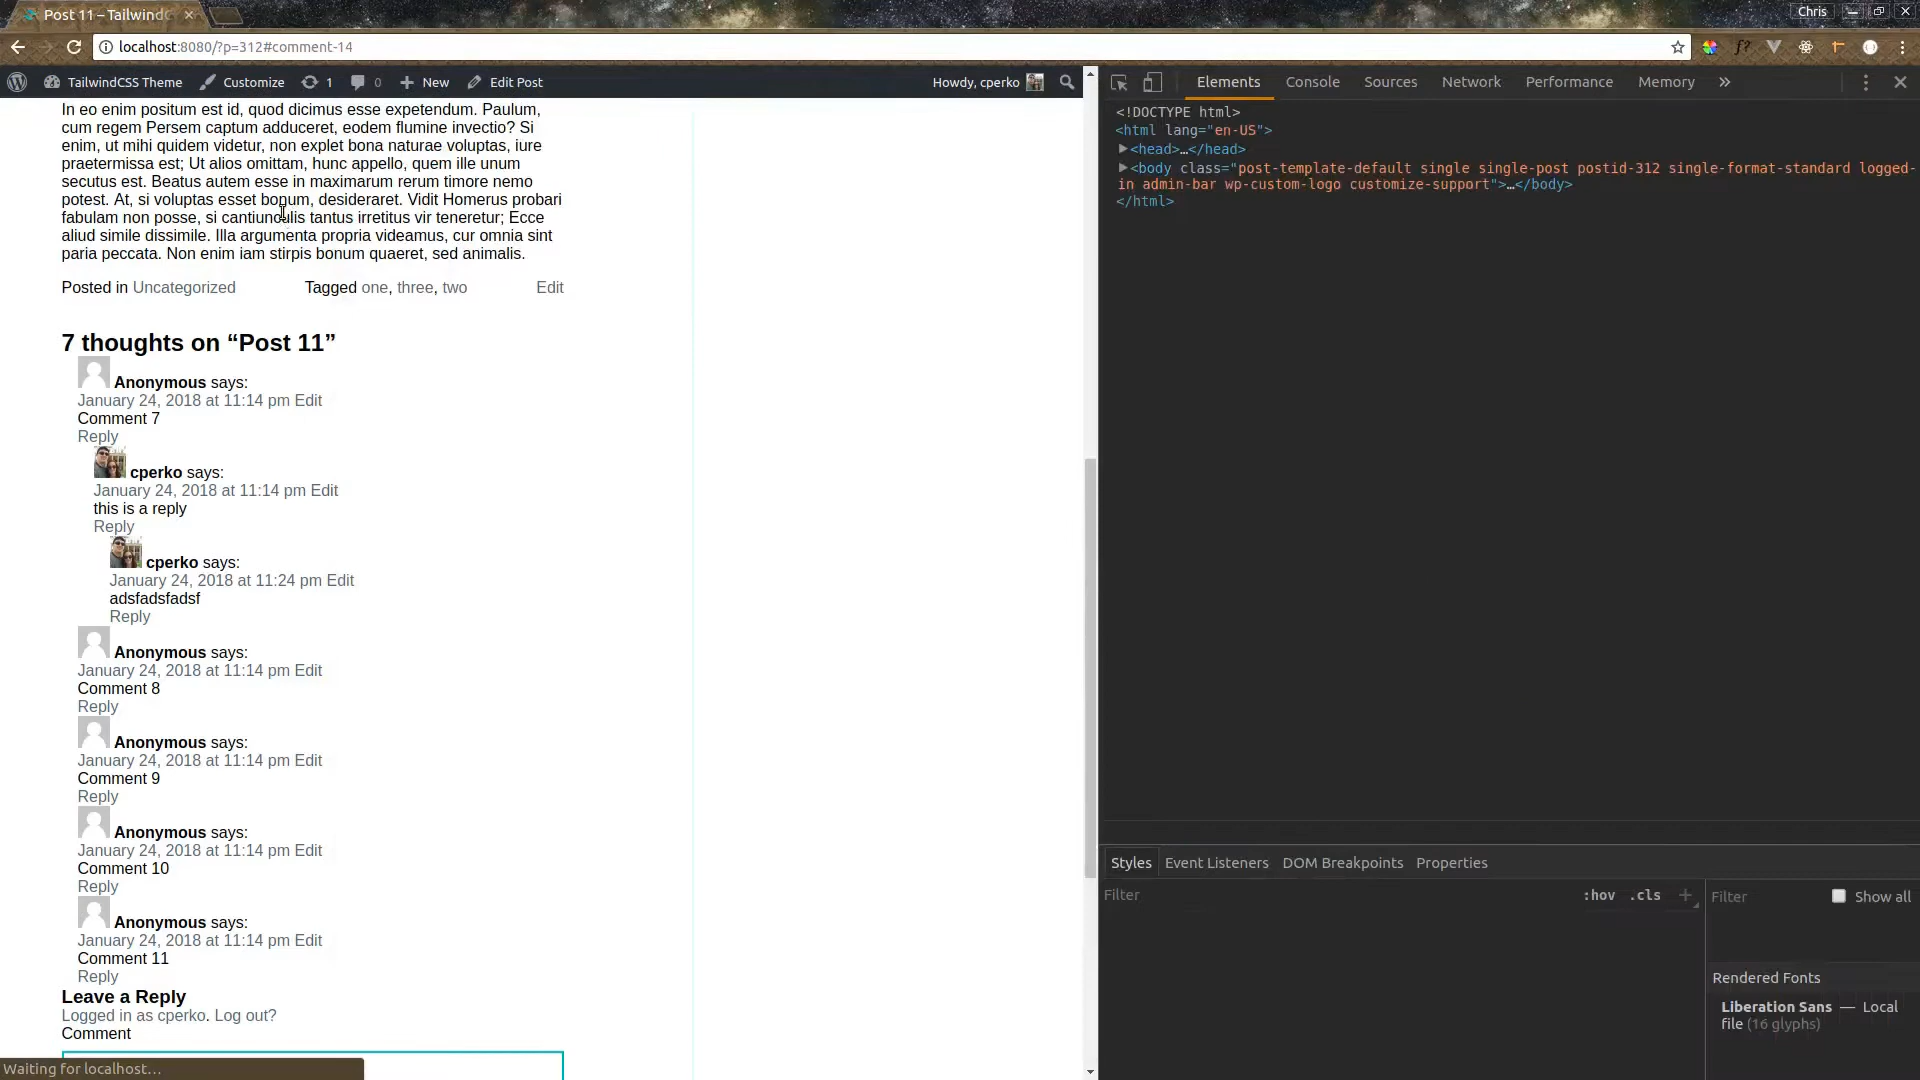 Post 11 – Tailwind
Chris
localhost:8080/?p=312#comment-14
TailwindCSS Theme
Customize
1
0
New
Edit Post
Howdy, cperko
Elements
Console
Sources
Network
Performance
Memory
»
In eo enim positum est id, quod dicimus esse expetendum. Paulum,
cum regem Persem captum adduceret, eodem flumine invectio? Si
enim, ut mihi quidem videtur, non explet bona naturae voluptas, iure
praetermissa est; Ut alios omittam, hunc appello, quem ille unum
secutus est. Beatus autem esse in maximarum rerum timore nemo
potest. At, si voluptas esset bonum, desideraret. Vidit Homerus probari
fabulam non posse, si cantiunculis tantus irretitus vir teneretur; Ecce
aliud simile dissimile. Illa argumenta propria videamus, cur omnia sint
paria peccata. Non enim iam stirpis bonum quaeret, sed animalis.
Posted in Uncategorized
Tagged one, three, two
Edit
7 thoughts on “Post 11”
Anonymous says:
January 24, 2018 at 11:14 pm Edit
Comment 7
Reply
cperko says:
January 24, 2018 at 11:14 pm Edit
this is a reply
Reply
cperko says:
January 24, 2018 at 11:24 pm Edit
adsfadsfadsf
Reply
Anonymous says:
January 24, 2018 at 11:14 pm Edit
Comment 8
Reply
Anonymous says:
January 24, 2018 at 11:14 pm Edit
Comment 9
Reply
Anonymous says:
January 24, 2018 at 11:14 pm Edit
Comment 10
Reply
Anonymous says:
January 24, 2018 at 11:14 pm Edit
Comment 11
Reply
Leave a Reply
Logged in as cperko. Log out?
Comment
Waiting for localhost...
<!DOCTYPE html>
<html lang="en-US">
<head>…</head>
<body class="post-template-default single single-post postid-312 single-format-standard logged-
in admin-bar wp-custom-logo customize-support">…</body>
</html>
Styles
Event Listeners
DOM Breakpoints
Properties
Filter
:hov
.cls
+
Filter
Show all
Rendered Fonts
Liberation Sans — Local
file (16 glyphs)